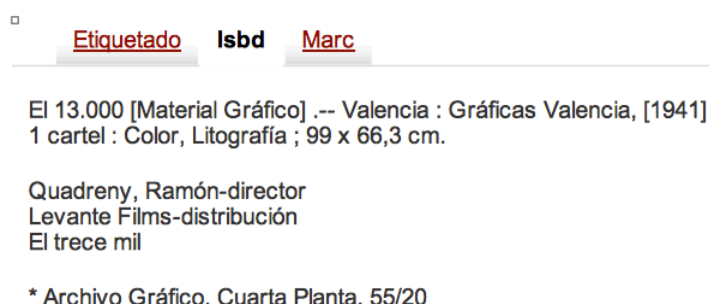 Etiquetado Isbd Marc
El 13.000 [Material Gráfico] .-- Valencia : Gráficas Valencia, [1941]
1 cartel : Color, Litografía ; 99 x 66,3 cm.
Quadreny, Ramón-director
Levante Films-distribución
El trece mil
* Archivo Gráfico. Cuarta Planta. 55/20